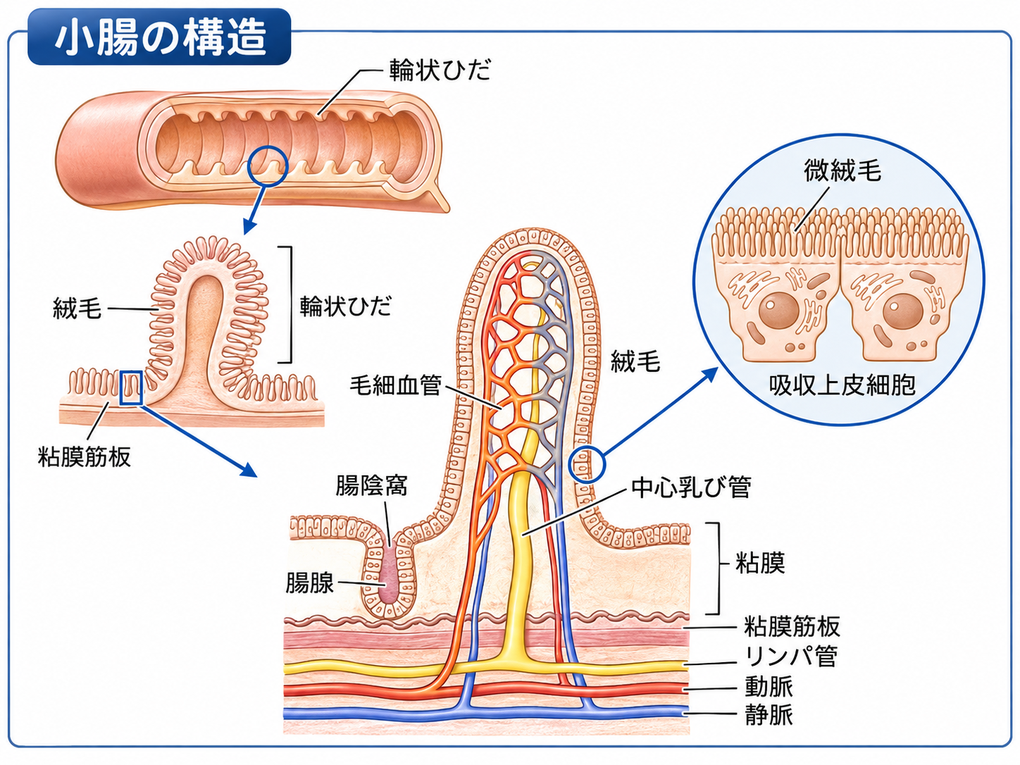 小腸の構造
輪状ひだ
絨毛
輪状ひだ
粘膜筋板
毛細血管
絨毛
微絨毛
吸収上皮細胞
腸陰窩
腸腺
中心乳び管
粘膜
粘膜筋板
リンパ管
動脈
静脈